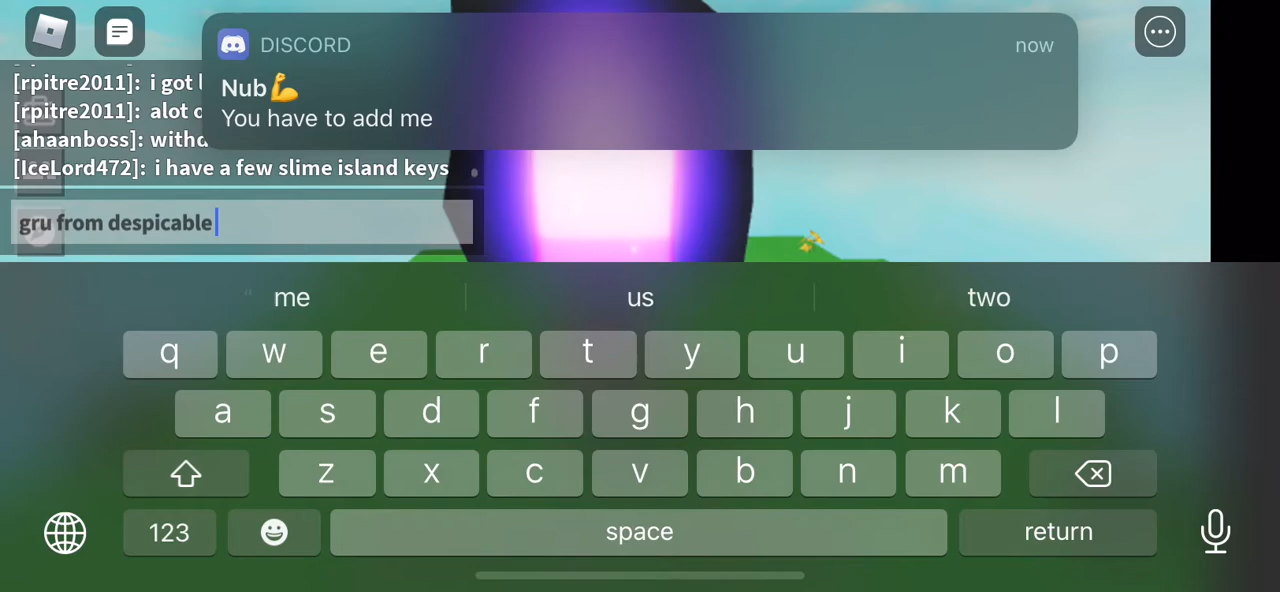 DISCORD
now
Nub💪
You have to add me
[rpitre2011]: i got
[rpitre2011]: alot
[ahaanboss]:
[IceLord472]: i have a few slime island keys
gru from despicable
me
us
two
q w e r t y u i o p
a s d f g h j k l
z x c v b n m
123
space
return